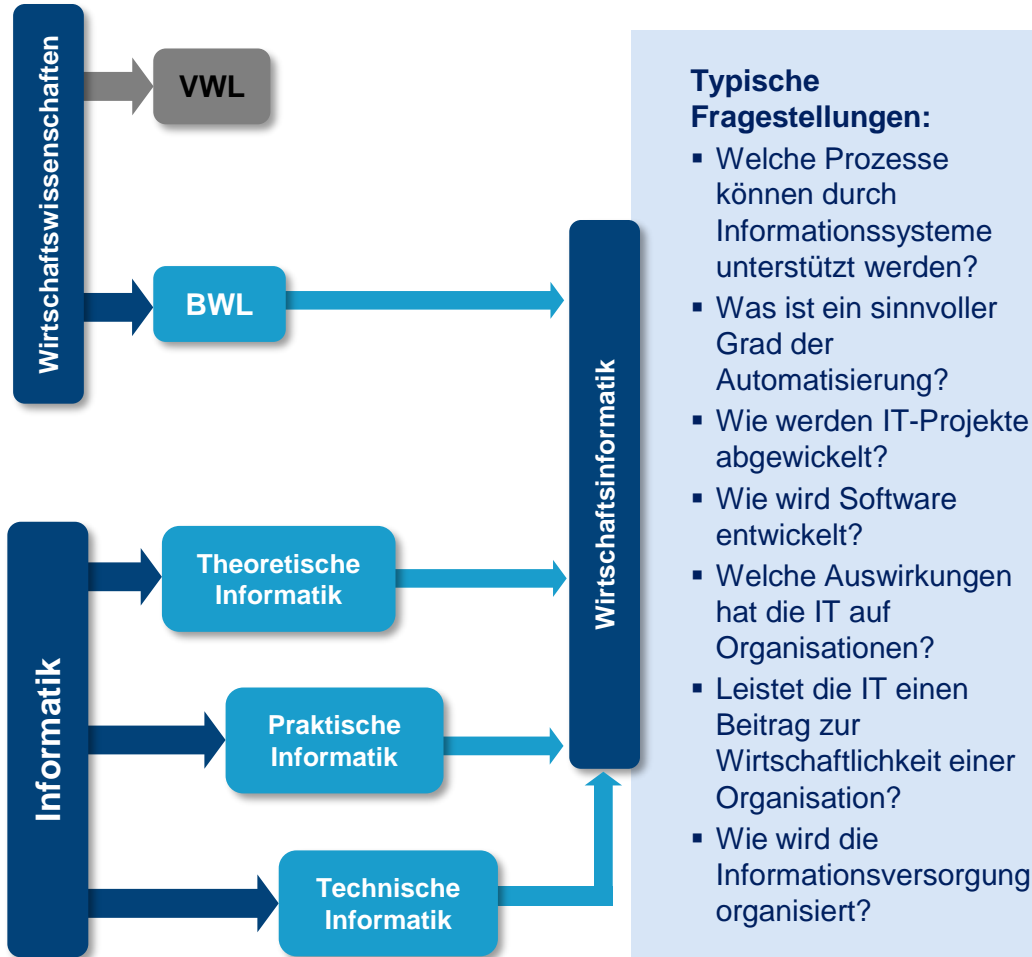 Wirtschaftswissenschaften
VWL
BWL
Informatik
Theoretische
Informatik
Praktische
Informatik
Technische
Informatik
Wirtschaftsinformatik
Typische
Fragestellungen:
▪ Welche Prozesse
können durch
Informationssysteme
unterstützt werden?
▪ Was ist ein sinnvoller
Grad der
Automatisierung?
▪ Wie werden IT-Projekte
abgewickelt?
▪ Wie wird Software
entwickelt?
▪ Welche Auswirkungen
hat die IT auf
Organisationen?
▪ Leistet die IT einen
Beitrag zur
Wirtschaftlichkeit einer
Organisation?
▪ Wie wird die
Informationsversorgung
organisiert?